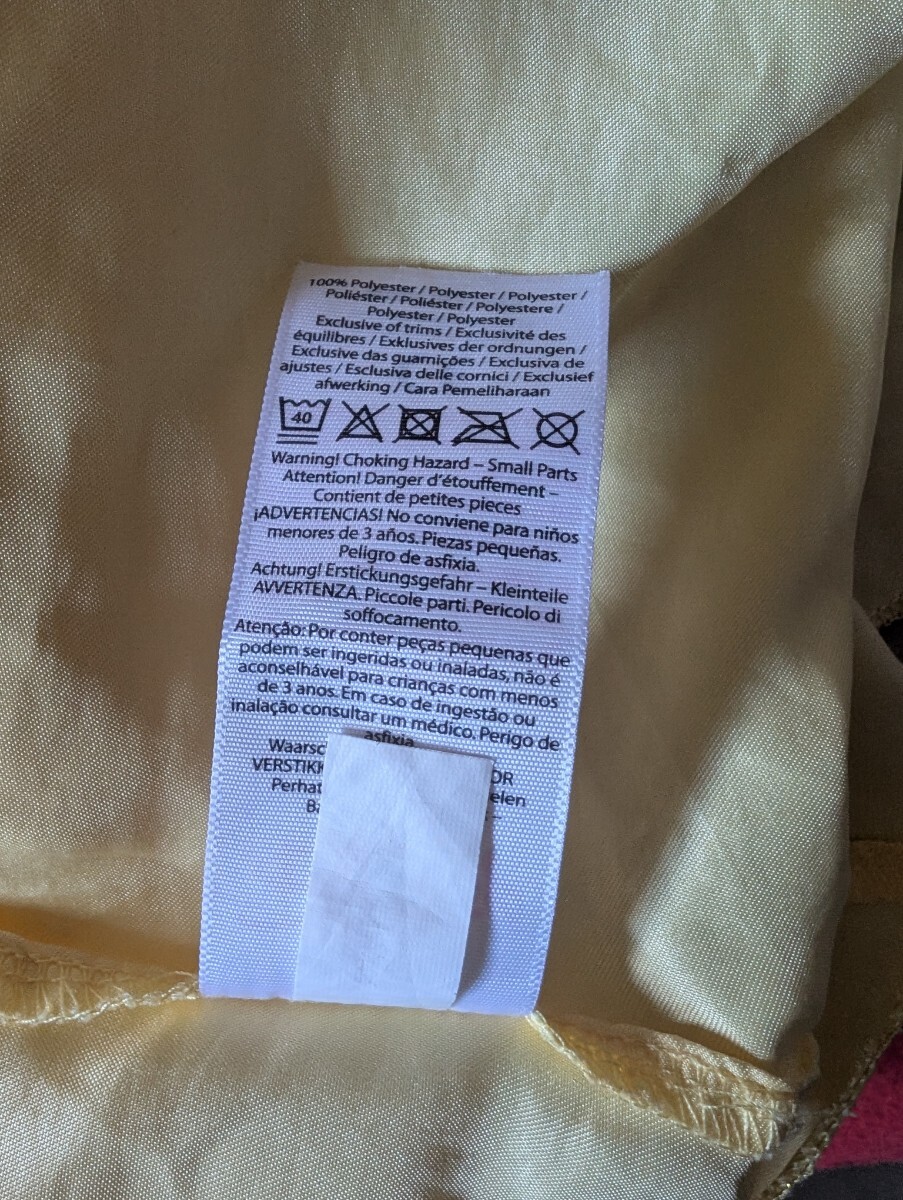 100% Polyester / Polyester / Polyester /
Poliéster / Poliéster / Polyestere /
Polyester / Polyester
Exclusive of trims / Exclusivité des
équilibres / Exklusives der ordnungen /
Exclusive das guarnições / Exclusiva de
ajustes / Esclusiva delle cornici / Exclusief
afwerking / Cara Pemeliharaan
40
Warning! Choking Hazard – Small Parts
Attention! Danger d'étouffement –
Contient de petites pieces
¡ADVERTENCIAS! No conviene para niños
menores de 3 años. Piezas pequeñas.
Peligro de asfixia.
Achtung! Erstickungsgefahr – Kleinteile
AVVERTENZA. Piccole parti. Pericolo di
soffocamento.
Atenção: Por conter peças pequenas que
podem ser ingeridas ou inaladas, não é
aconselhável para crianças com menos
de 3 anos. Em caso de ingestão ou
inalação consultar um médico. Perigo de
asfixia